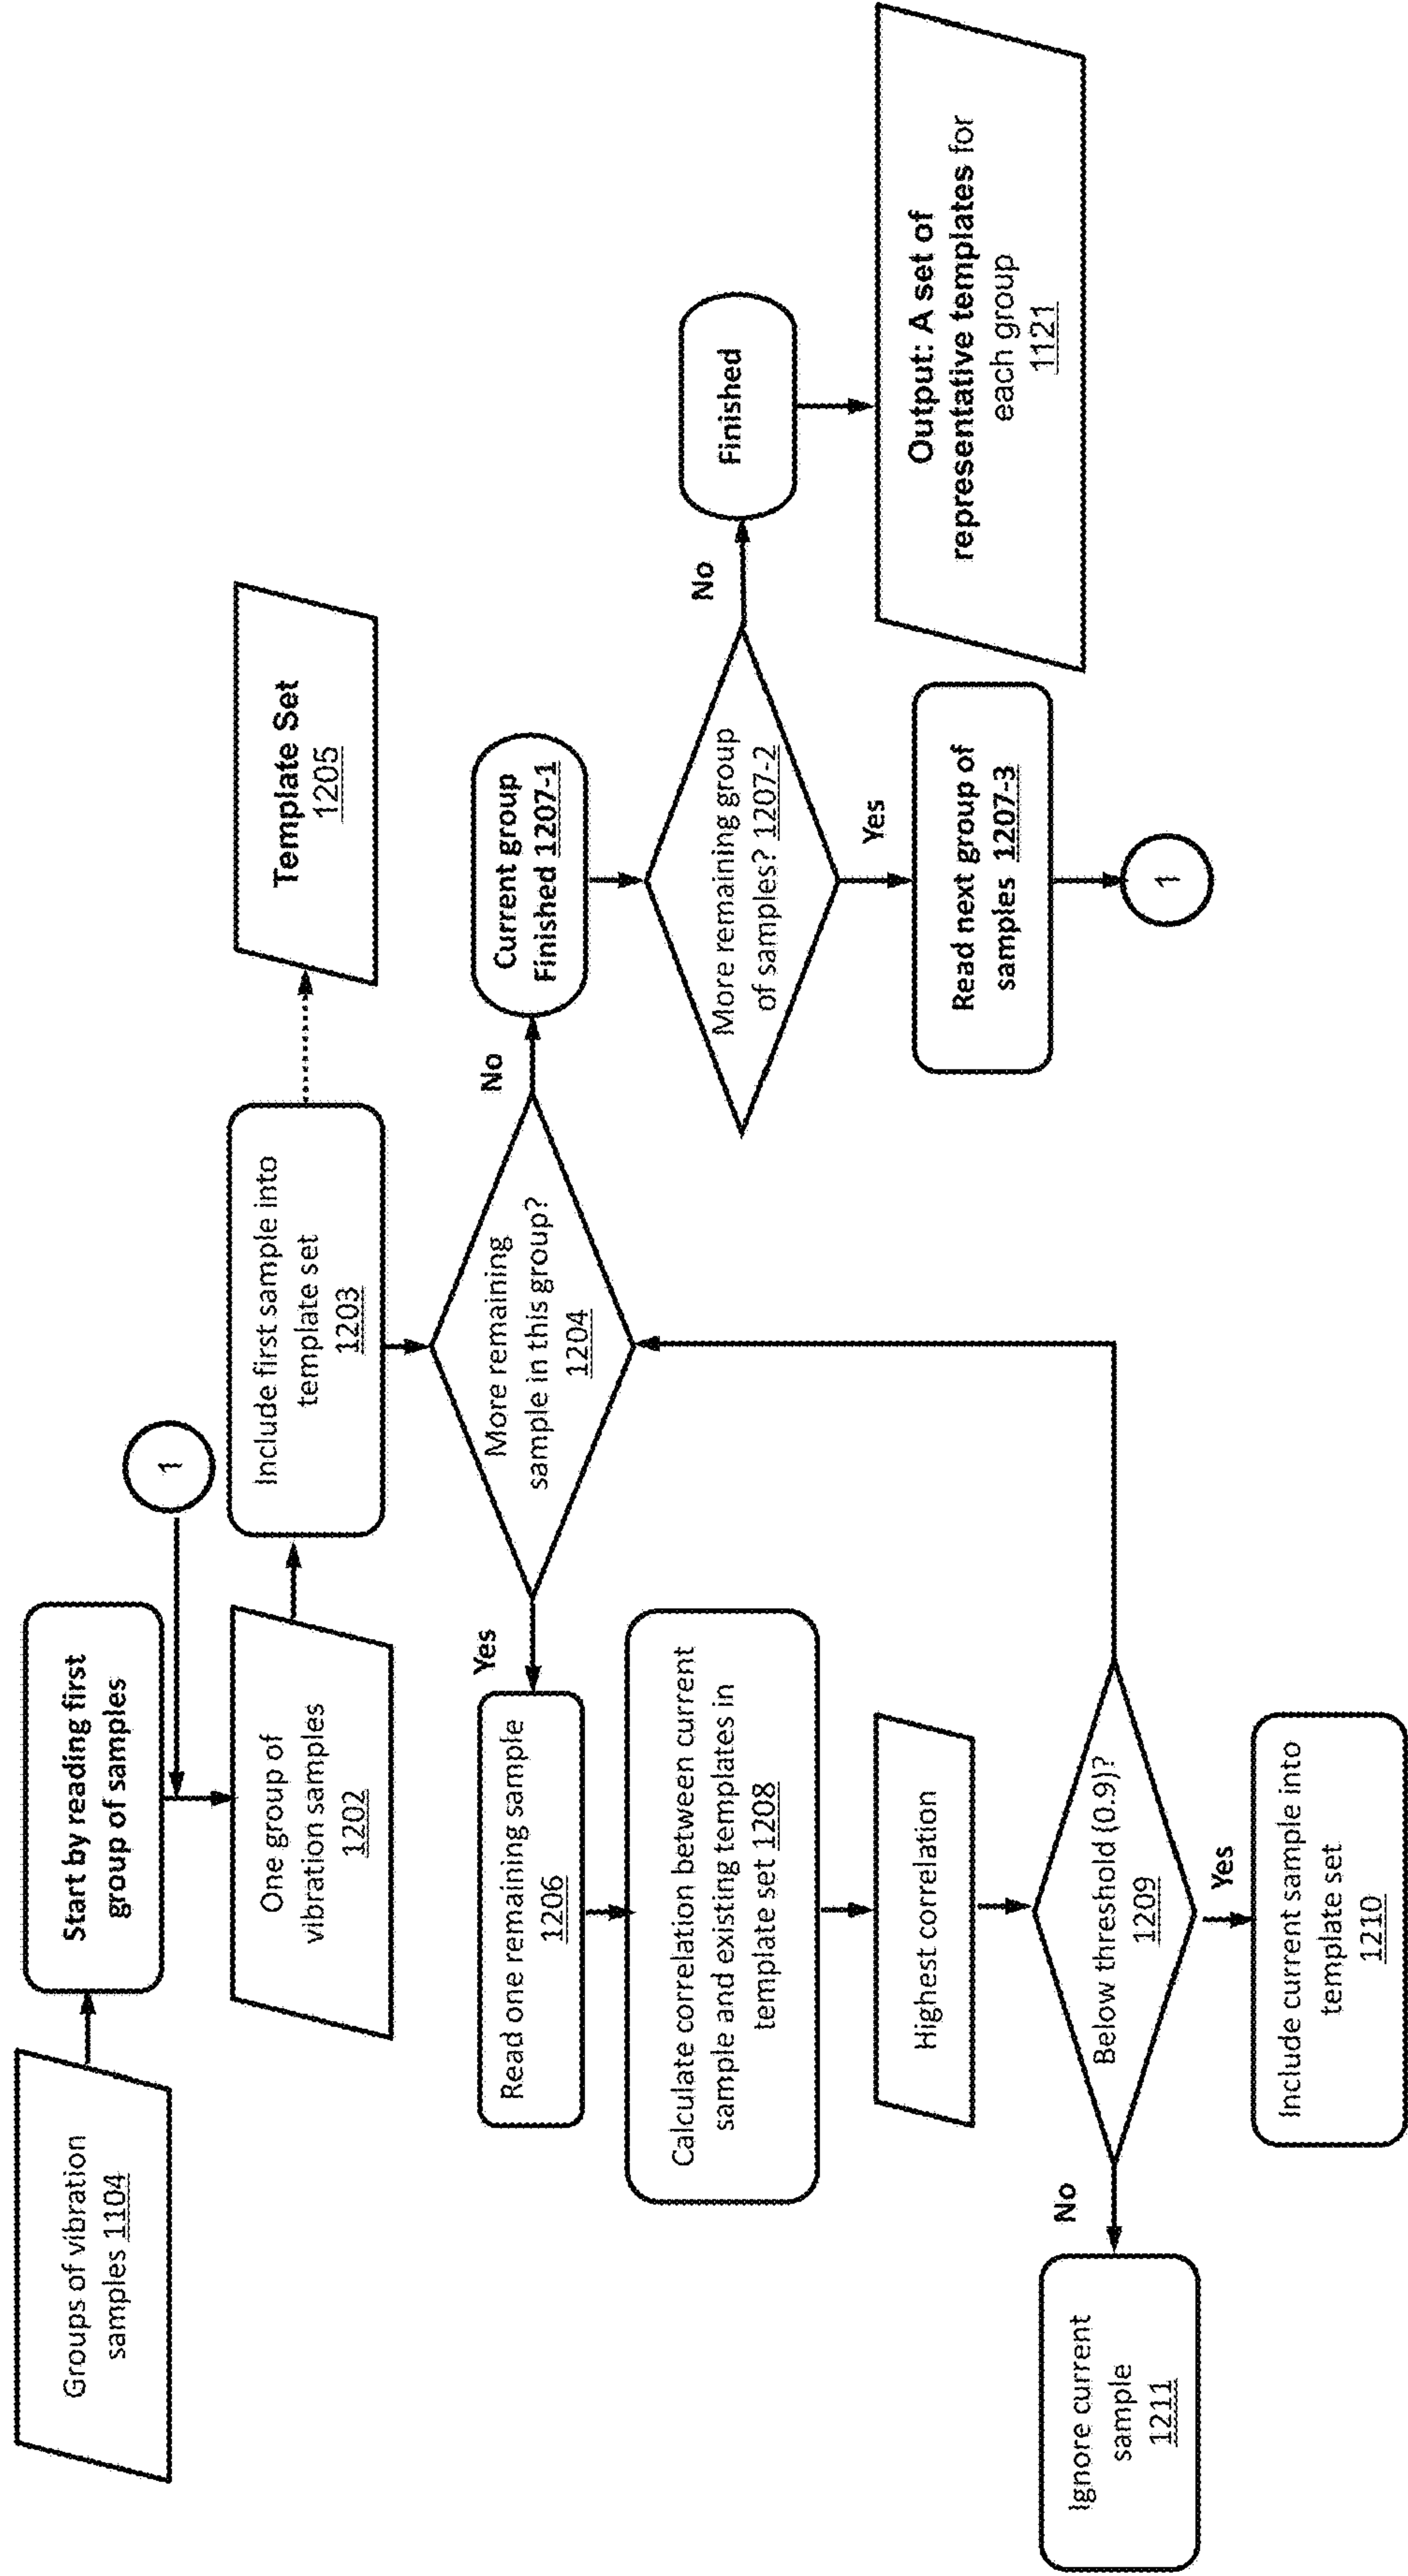 Groups of vibration
samples 1104
Start by reading first
group of samples
1
One group of
vibration samples
1202
Include first sample into
template set
1203
Template Set
1205
More remaining
sample in this group?
1204
Yes
No
Read one remaining sample
1206
Current group
Finished 1207-1
Calculate correlation between current
sample and existing templates in
template set 1208
More remaining group
of samples? 1207-2
No
Finished
Yes
Highest correlation
Read next group of
samples 1207-3
Output: A set of
representative templates for
each group
1121
Below threshold (0.9)?
1209
1
No
Yes
Ignore current
sample
1211
Include current sample into
template set
1210